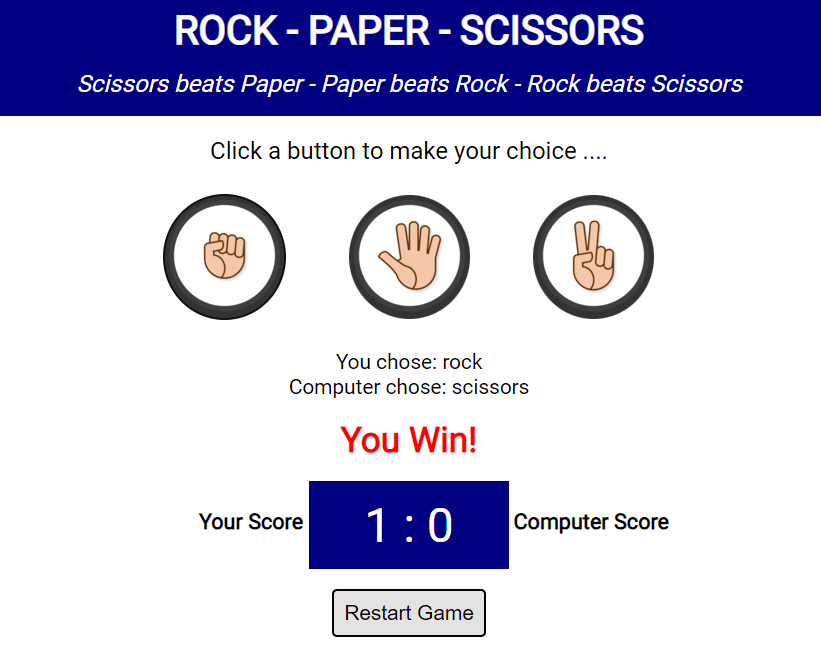 ROCK - PAPER - SCISSORS
Scissors beats Paper - Paper beats Rock - Rock beats Scissors
Click a button to make your choice ....
You chose: rock
Computer chose: scissors
You Win!
Your Score 1 : 0 Computer Score
Restart Game